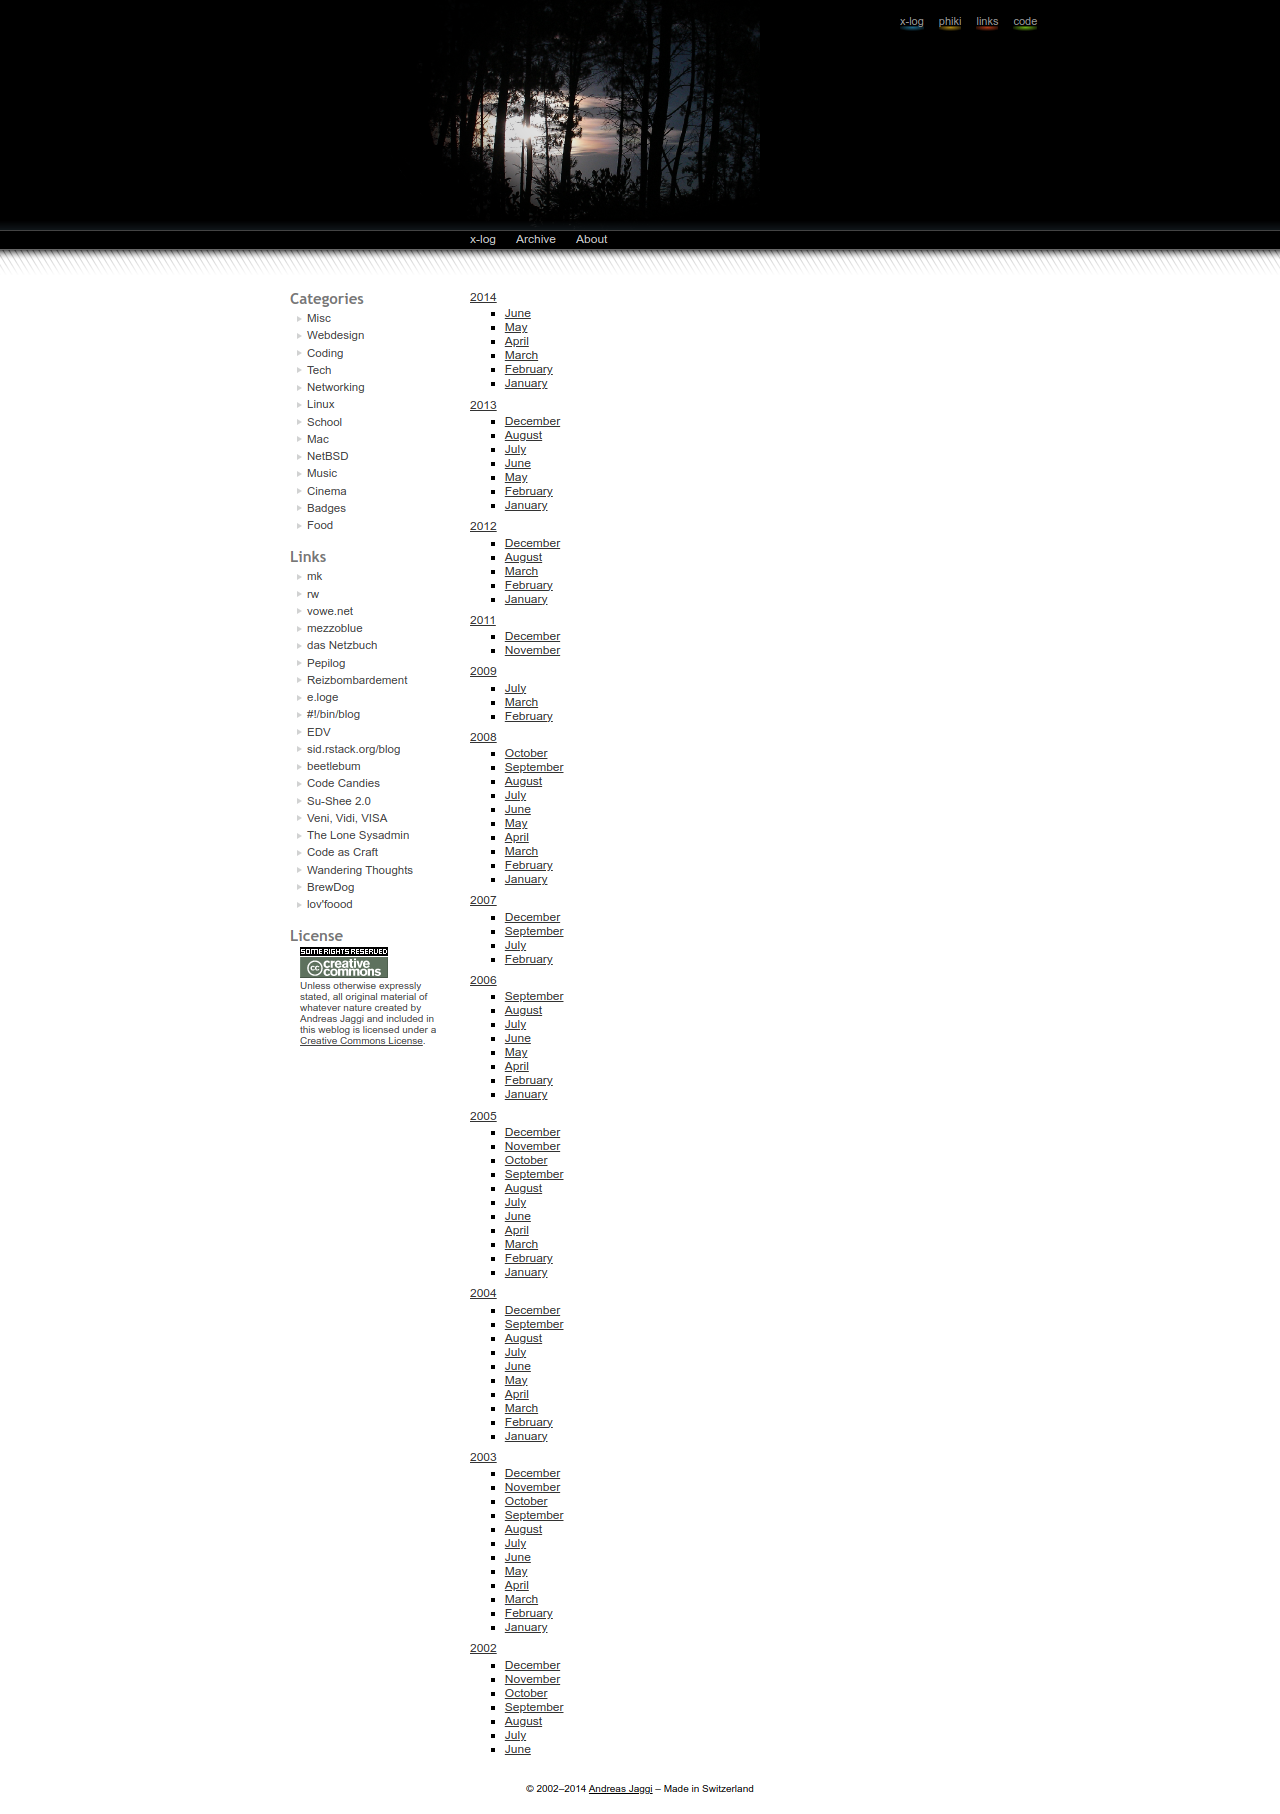 x-log phiki links code
x-log Archive About
Categories
Misc
Webdesign
Coding
Tech
Networking
Linux
School
Mac
NetBSD
Music
Cinema
Badges
Food
Links
mk
rw
vowe.net
mezzoblue
das Netzbuch
Pepilog
Reizbombardement
e.loge
#!/bin/blog
EDV
sid.rstack.org/blog
beetlebum
Code Candies
Su-Shee 2.0
Veni, Vidi, VISA
The Lone Sysadmin
Code as Craft
Wandering Thoughts
BrewDog
lov'foood
License
SOME RIGHTS RESERVED
cc creative
commons
Unless otherwise expressly
stated, all original material of
whatever nature created by
Andreas Jaggi and included in
this weblog is licensed under a
Creative Commons License.
2014
June
May
April
March
February
January
2013
December
August
July
June
May
February
January
2012
December
August
March
February
January
2011
December
November
2009
July
March
February
2008
October
September
August
July
June
May
April
March
February
January
2007
December
September
July
February
2006
September
August
July
June
May
April
February
January
2005
December
November
October
September
August
July
June
April
March
February
January
2004
December
September
August
July
June
May
April
March
February
January
2003
December
November
October
September
August
July
June
May
April
March
February
January
2002
December
November
October
September
August
July
June
© 2002–2014 Andreas Jaggi – Made in Switzerland